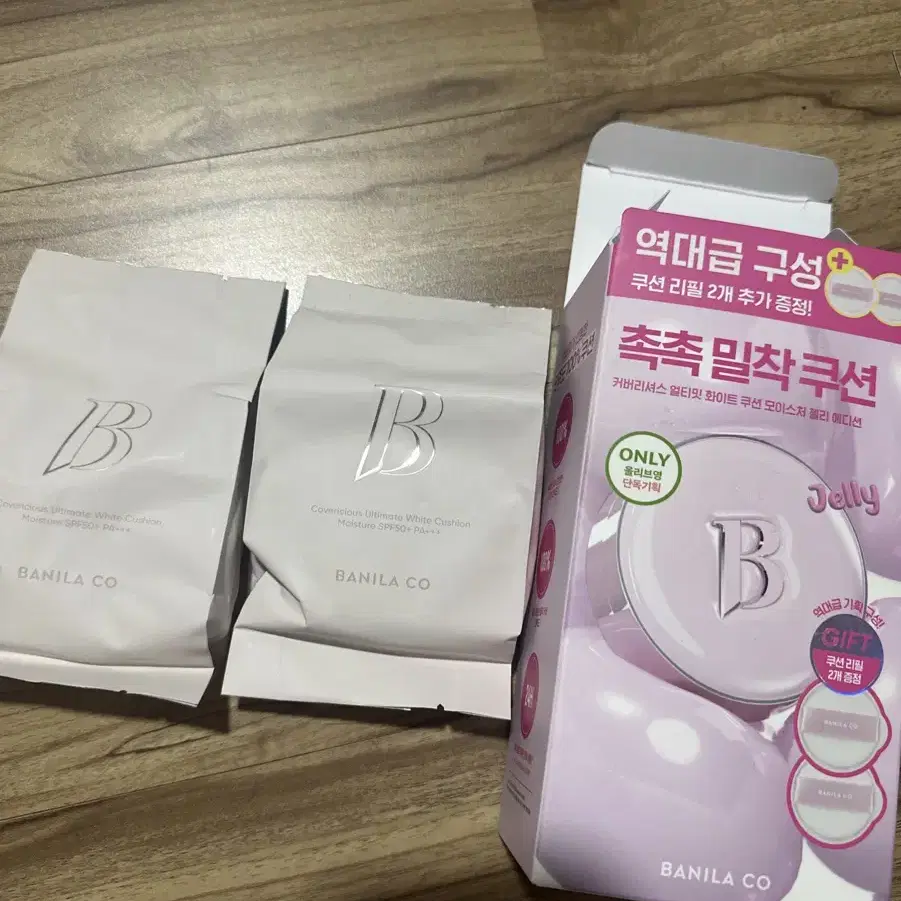 B
Covericious Ultimate White Cushion
Moisture SPF50+ PA+++
BANILA CO
B
Covericious Ultimate White Cushion
Moisture SPF50+ PA+++
BANILA CO
역대급 구성+
쿠션 리필 2개 추가 증정!
촉촉 밀착 쿠션
커버리셔스 얼티밋 화이트 쿠션 모이스처 젤리 에디션
ONLY
올리브영
단독기획
Jelly
B
역대급 기획 구성!
GIFT
쿠션 리필
2개 증정
BANILA CO
BANILA CO
BANILA CO
100%
100%
24H